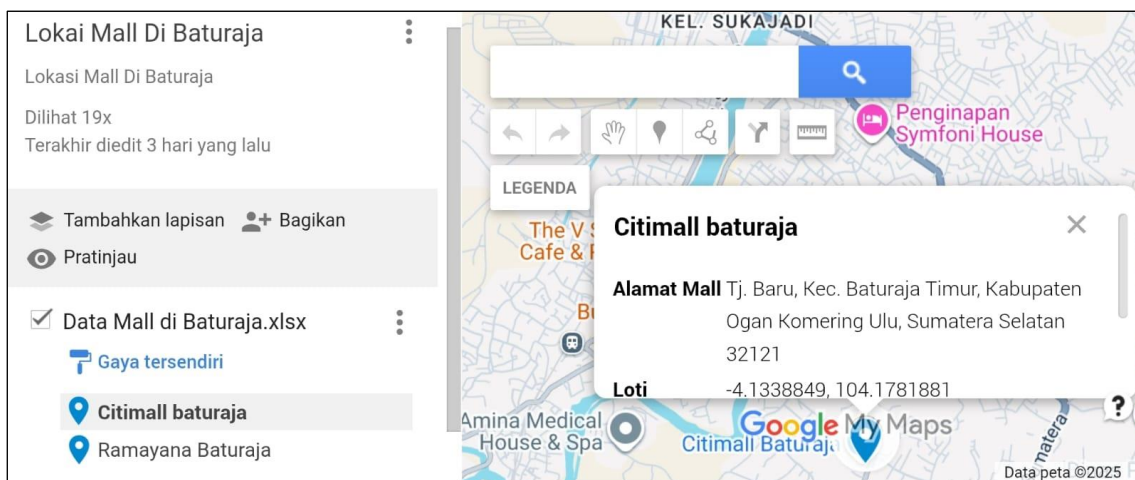 Lokai Mall Di Baturaja
Lokasi Mall Di Baturaja
Dilihat 19x
Terakhir diedit 3 hari yang lalu
Tambahkan lapisan
Bagikan
Pratinjau
Data Mall di Baturaja.xlsx
Gaya tersendiri
Citimall baturaja
Ramayana Baturaja
KEL. SUKAJADI
Penginapan
Symfoni House
LEGENDA
The V
Cafe &
Citimall baturaja
Alamat Mall Tj. Baru, Kec. Baturaja Timur, Kabupaten
Ogan Komering Ulu, Sumatera Selatan
32121
Loti -4.1338849, 104.1781881
Amina Medical
House & Spa
Google My Maps
Citimall Baturaja
?
matera
Data peta ©2025